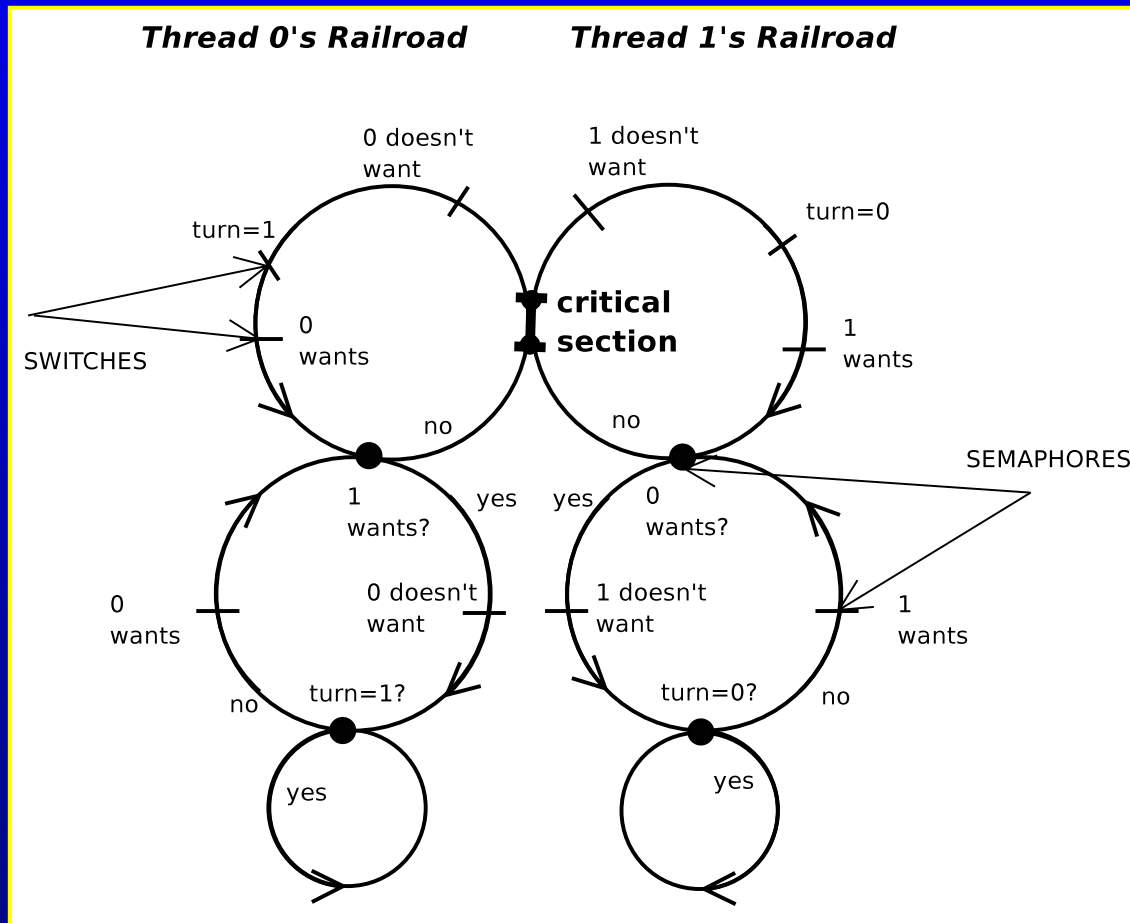 Thread 0's Railroad
Thread 1's Railroad
0 doesn't
want
1 doesn't
want
turn=1
turn=0
critical
section
0
wants
1
wants
SWITCHES
no
no
SEMAPHORES
1
wants?
yes
yes
0
wants?
0 doesn't
want
1 doesn't
want
0
wants
1
wants
no
turn=1?
turn=0?
no
yes
yes